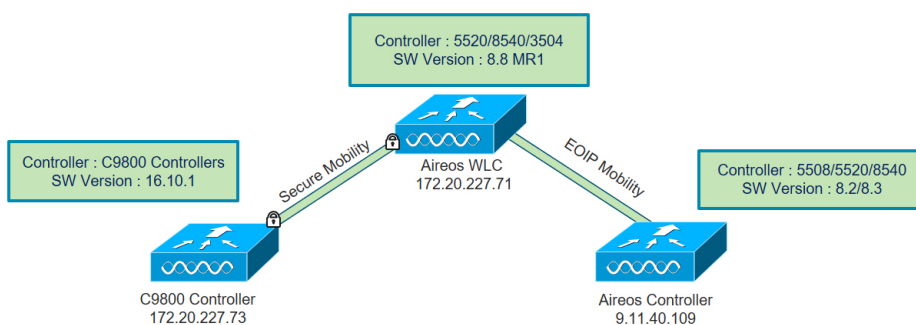 Controller : 5520/8540/3504
SW Version : 8.8 MR1
Controller : C9800 Controllers
SW Version : 16.10.1
Secure Mobility
Aireos WLC
172.20.227.71
EOIP Mobility
Controller : 5508/5520/8540
SW Version : 8.2/8.3
C9800 Controller
172.20.227.73
Aireos Controller
9.11.40.109